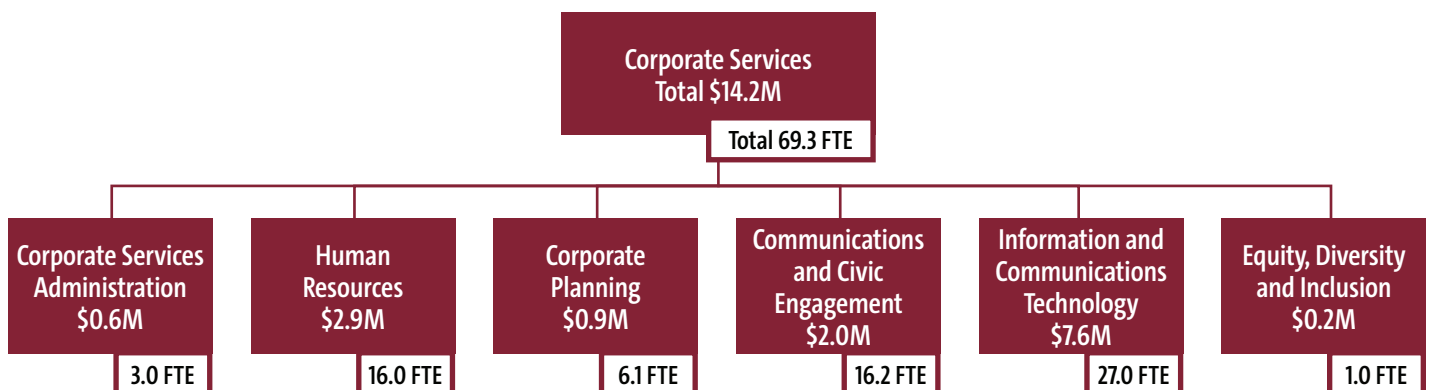 Corporate Services
Total $14.2M
Total 69.3 FTE
Corporate Services
Administration
$0.6M
3.0 FTE
Human
Resources
$2.9M
16.0 FTE
Corporate
Planning
$0.9M
6.1 FTE
Communications
and Civic
Engagement
$2.0M
16.2 FTE
Information and
Communications
Technology
$7.6M
27.0 FTE
Equity, Diversity
and Inclusion
$0.2M
1.0 FTE